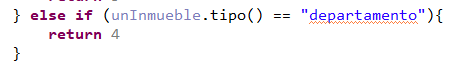 } else if (unInmueble.tipo() == "departamento"){
return 4
}